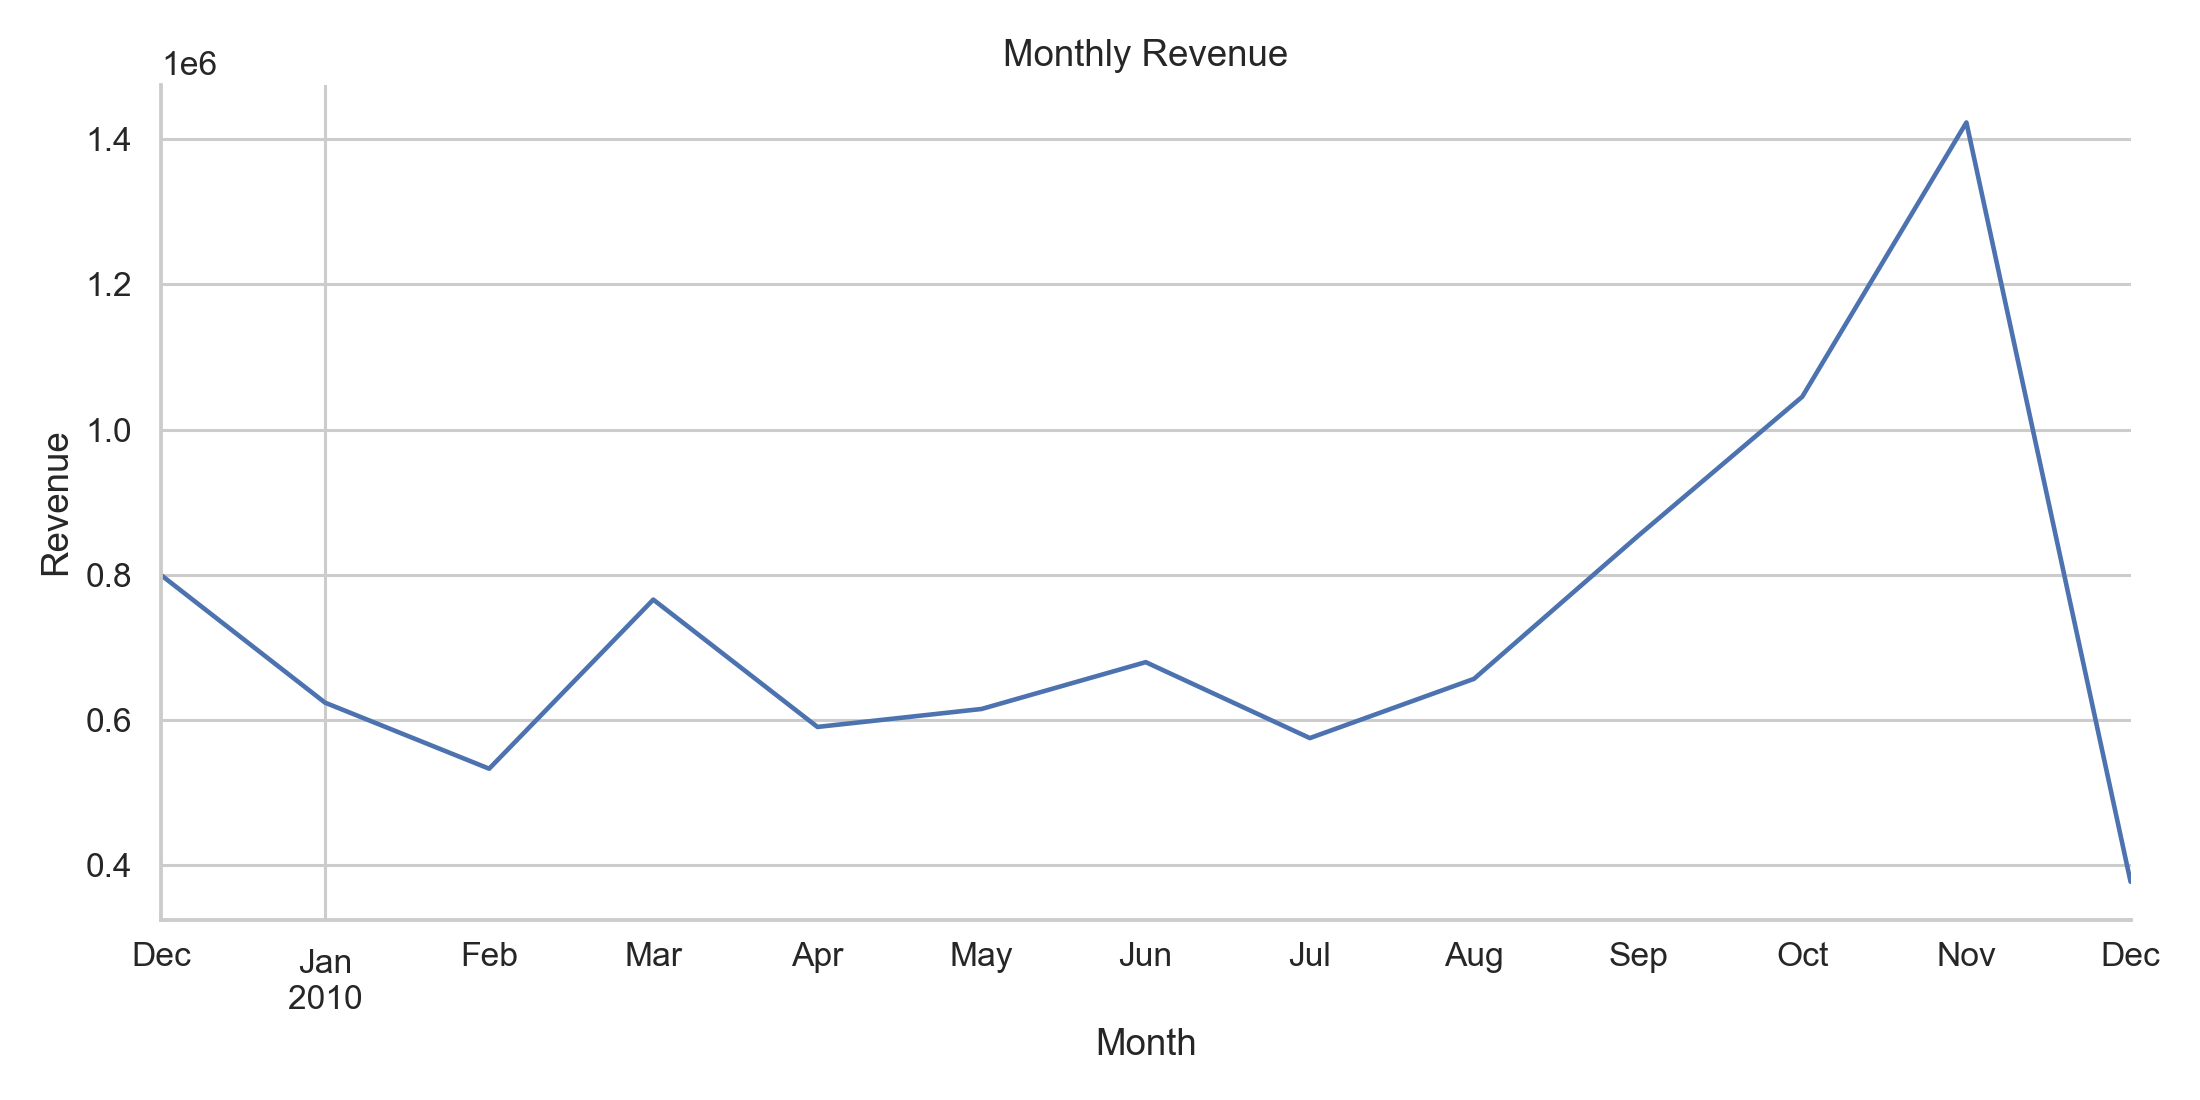 Monthly Revenue
1e6
1.4
1.2
1.0
0.8
0.6
0.4
Revenue
Dec Jan Feb Mar Apr May Jun Jul Aug Sep Oct Nov Dec
2010
Month